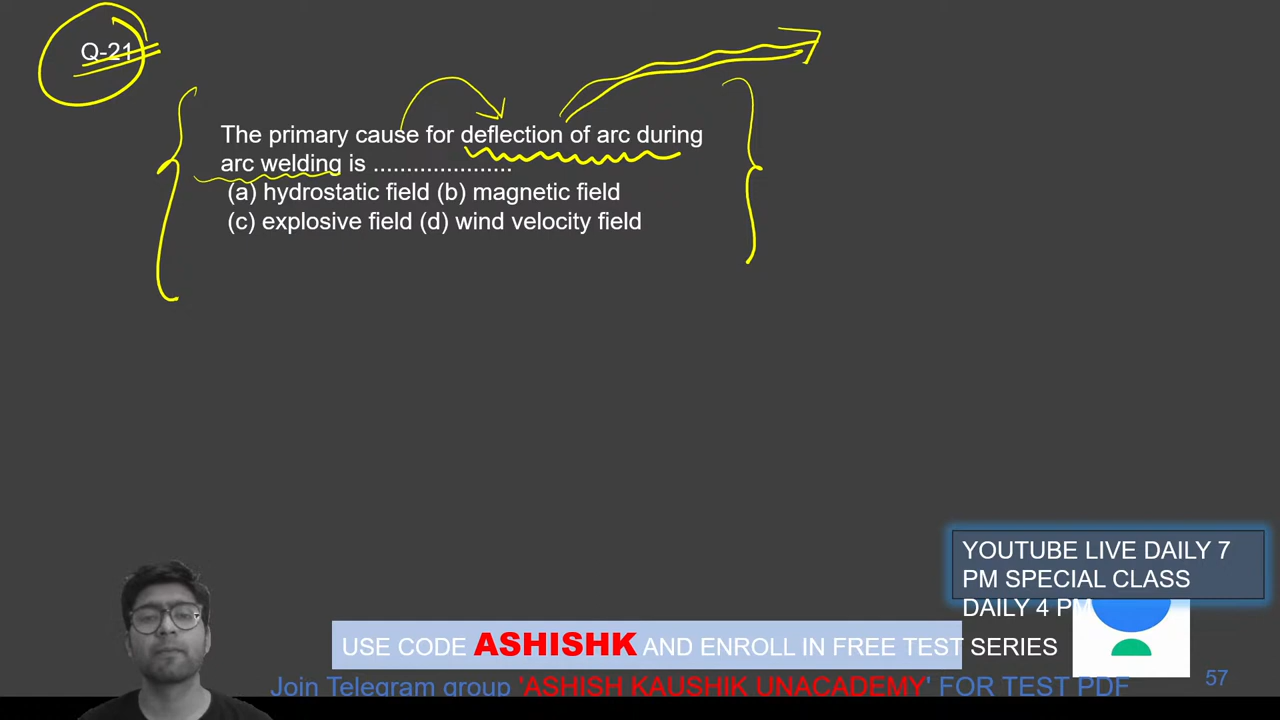 Q-21
The primary cause for deflection of arc during
arc welding is .....................
(a) hydrostatic field (b) magnetic field
(c) explosive field (d) wind velocity field
YOUTUBE LIVE DAILY 7
PM SPECIAL CLASS
DAILY 4 PM
USE CODE ASHISHK AND ENROLL IN FREE TEST SERIES
Join Telegram group 'ASHISH KAUSHIK UNACADEMY' FOR TEST PDF
57